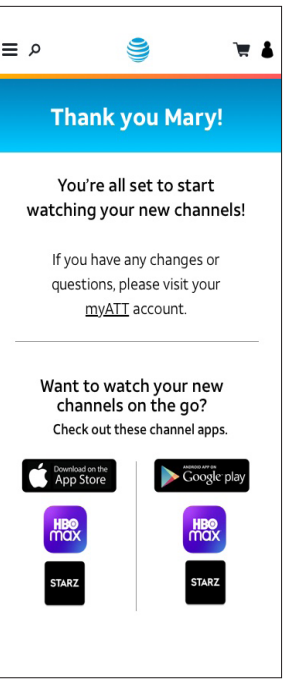 Thank you Mary!
You're all set to start
watching your new channels!
If you have any changes or
questions, please visit your
myATT account.
Want to watch your new
channels on the go?
Check out these channel apps.
Download on the
App Store
ANDROID APP ON
Google play
HBO
max
HBO
max
STARZ
STARZ